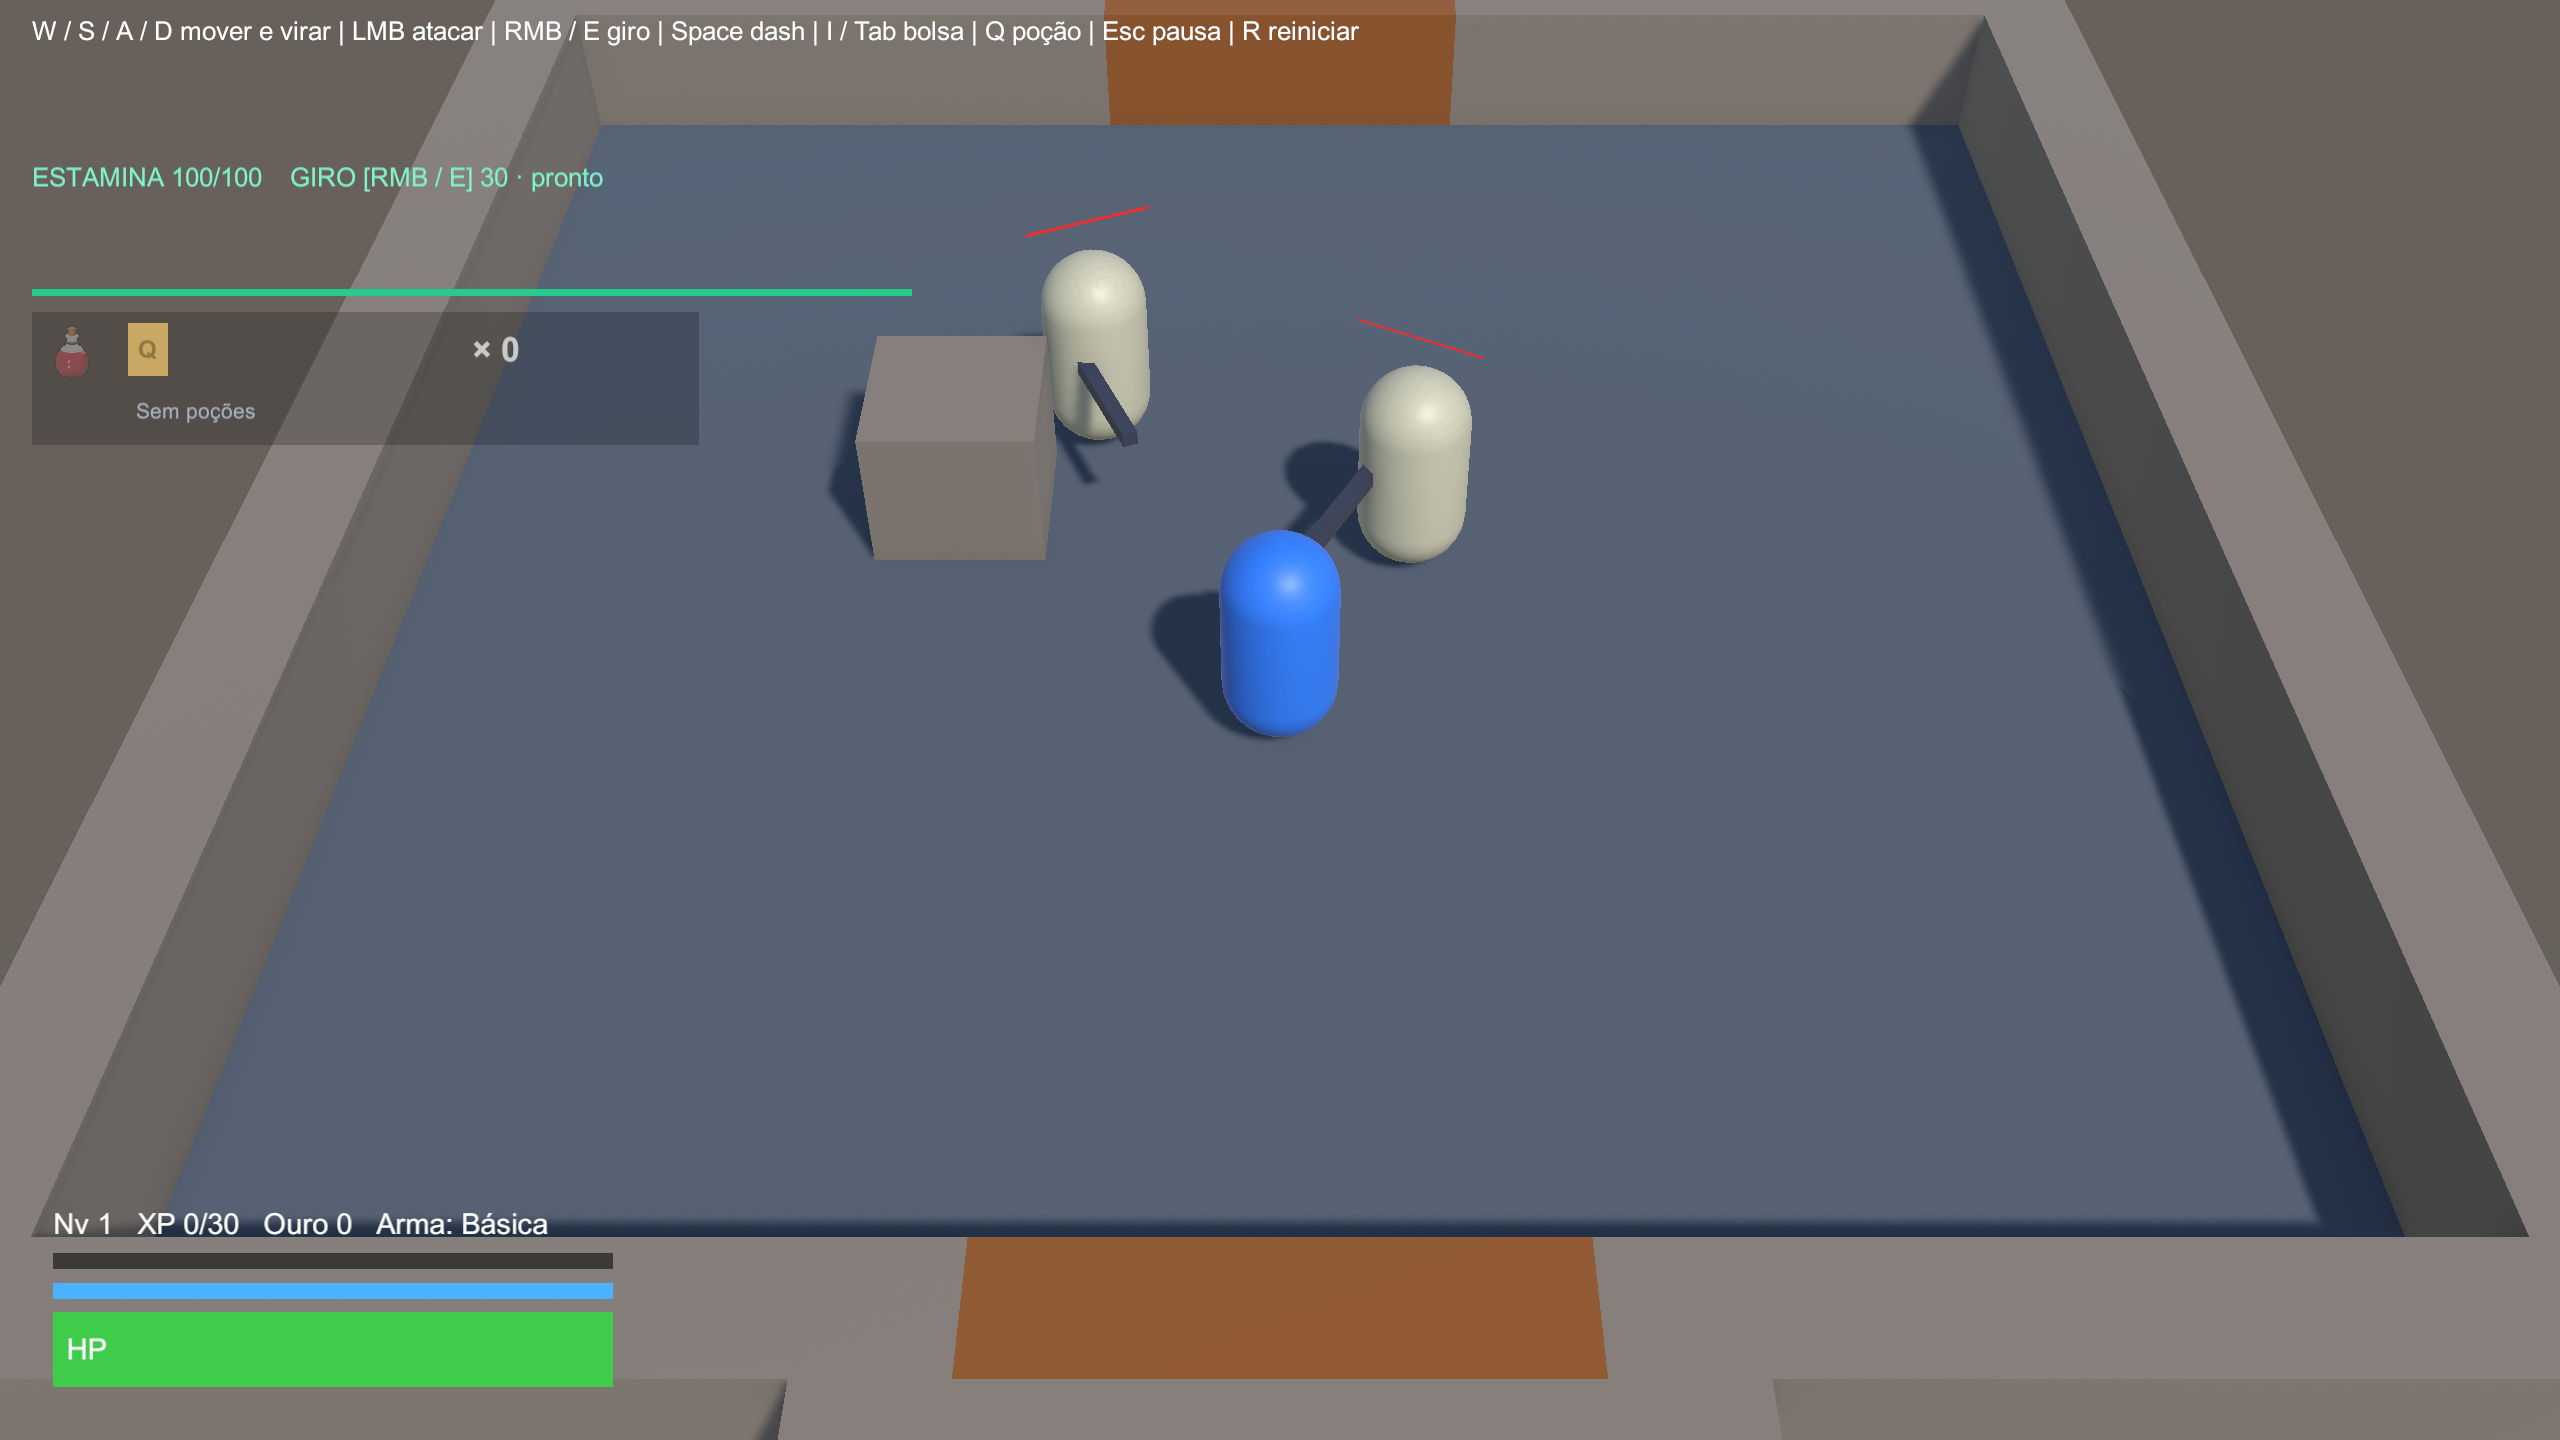 W / S / A / D mover e virar | LMB atacar | RMB / E giro | Space dash | I / Tab bolsa | Q poção | Esc pausa | R reiniciar
ESTAMINA 100/100 GIRO [RMB / E] 30 · pronto
Q × 0
Sem poções
Nv 1 XP 0/30 Ouro 0 Arma: Básica
HP